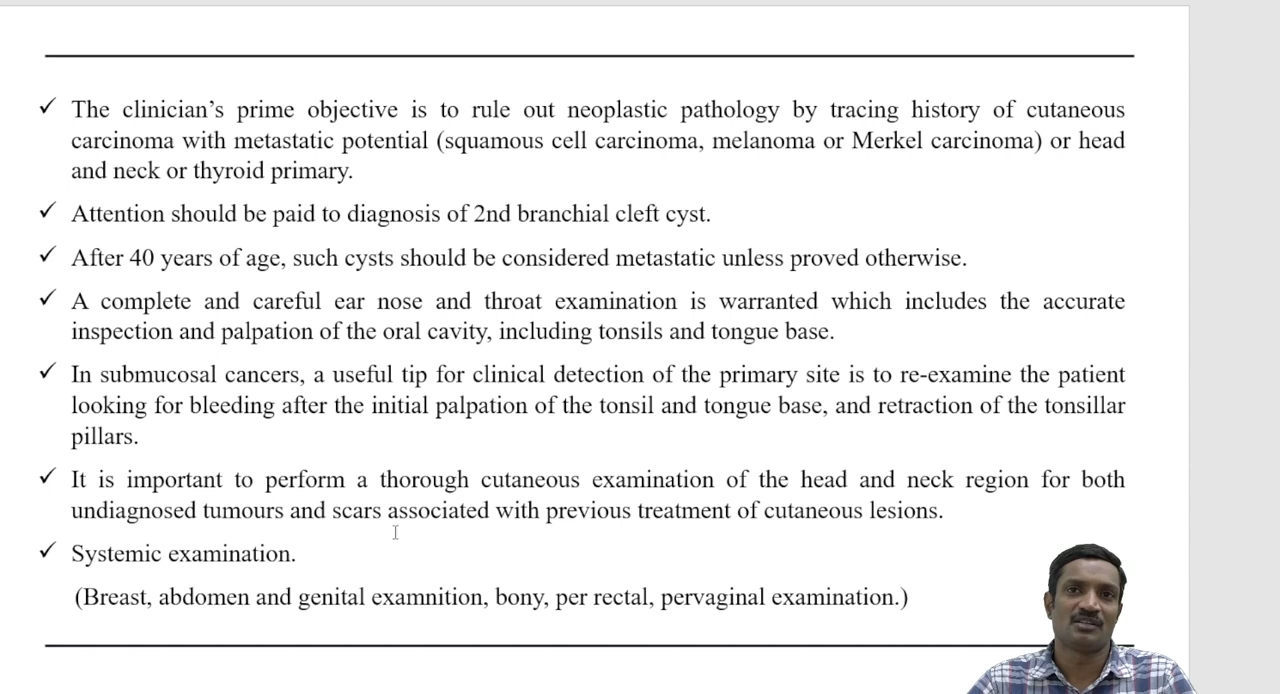 ✓ The clinician's prime objective is to rule out neoplastic pathology by tracing history of cutaneous
carcinoma with metastatic potential (squamous cell carcinoma, melanoma or Merkel carcinoma) or head
and neck or thyroid primary.
✓ Attention should be paid to diagnosis of 2nd branchial cleft cyst.
✓ After 40 years of age, such cysts should be considered metastatic unless proved otherwise.
✓ A complete and careful ear nose and throat examination is warranted which includes the accurate
inspection and palpation of the oral cavity, including tonsils and tongue base.
✓ In submucosal cancers, a useful tip for clinical detection of the primary site is to re-examine the patient
looking for bleeding after the initial palpation of the tonsil and tongue base, and retraction of the tonsillar
pillars.
✓ It is important to perform a thorough cutaneous examination of the head and neck region for both
undiagnosed tumours and scars associated with previous treatment of cutaneous lesions.
✓ Systemic examination.
(Breast, abdomen and genital examnition, bony, per rectal, pervaginal examination.)